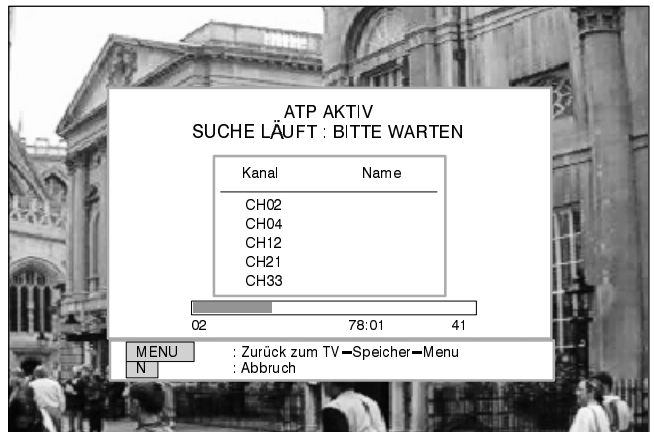 ATP AKTIV
SUCHE LÄUFT : BITTE WARTEN
Kanal Name
CH02
CH04
CH12
CH21
CH33
02 78:01 41
MENU : Zurück zum TV–Speicher–Menu
N : Abbruch